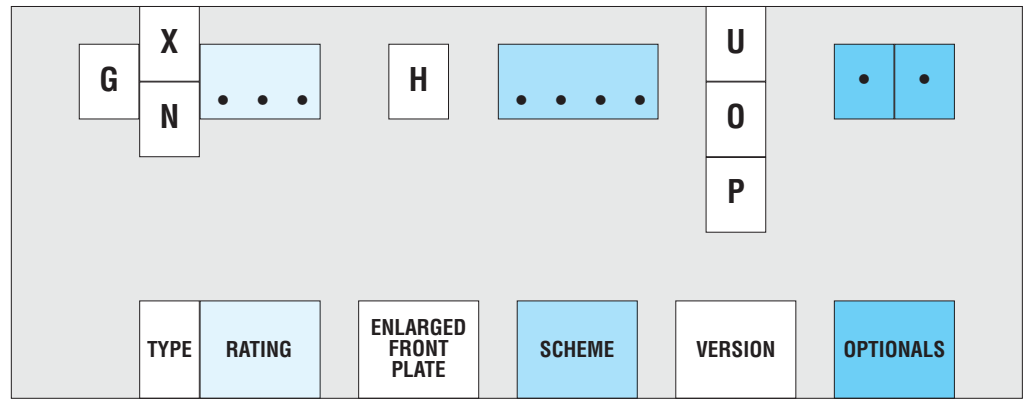 X
G
N
• • •
H
• • • •
U
O
P
• •
TYPE
RATING
ENLARGED
FRONT
PLATE
SCHEME
VERSION
OPTIONALS